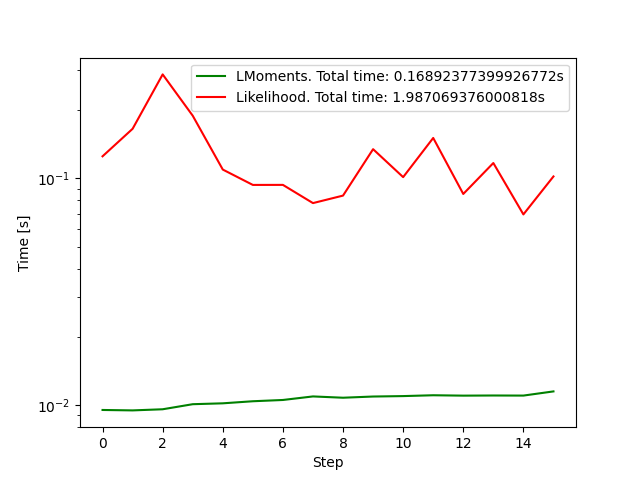 LMoments. Total time: 0.16892377399926772s
Likelihood. Total time: 1.987069376000818s
10⁻¹
10⁻²
Time [s]
0 2 4 6 8 10 12 14
Step